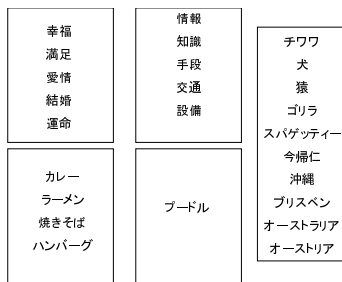 幸福
満足
愛情
結婚
運命
情報
知識
手段
交通
設備
チワワ
犬
猿
ゴリラ
スパゲッティー
今帰仁
沖縄
ブリスベン
オーストラリア
オーストリア
カレー
ラーメン
焼きそば
ハンバーグ
プードル